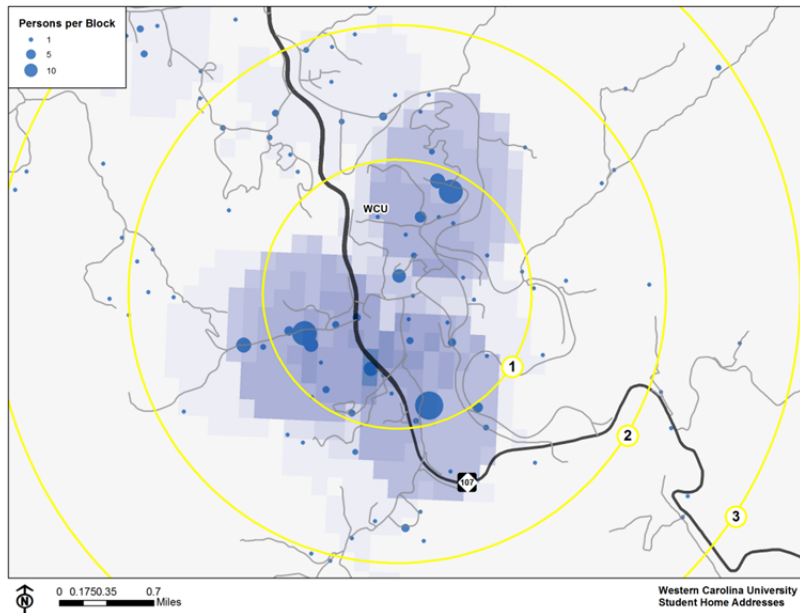 Persons per Block
1
5
10
WCU
1
2
107
3
N
0 0.1750.35 0.7
Miles
Western Carolina University
Student Home Addresses